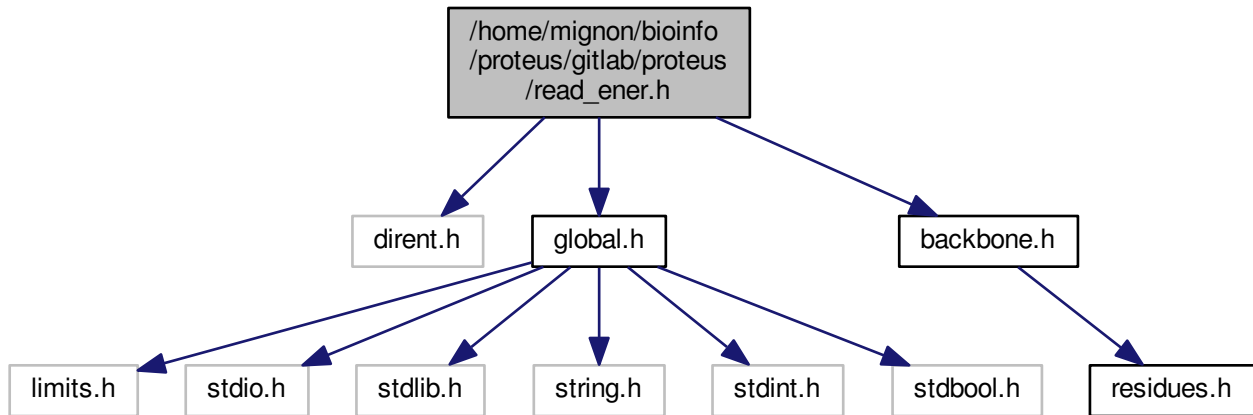 /home/mignon/bioinfo
/proteus/gitlab/proteus
/read_ener.h
dirent.h
global.h
backbone.h
limits.h
stdio.h
stdlib.h
string.h
stdint.h
stdbool.h
residues.h